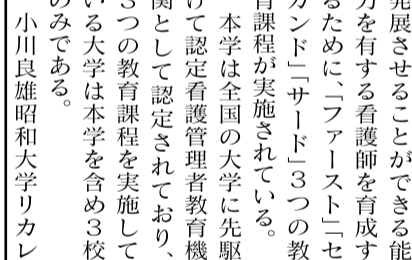 発展させることができる能
力を有する看護師を育成す
るために、「ファースト」「セ
カンド」「サード」３つの教
育課程が実施されている。
本学は全国の大学に先駆
けて認定看護管理者教育機
関として認定されており、
３つの教育課程を実施して
いる大学は本学を含め３校
のみである。
小川良雄昭和大学リカレ